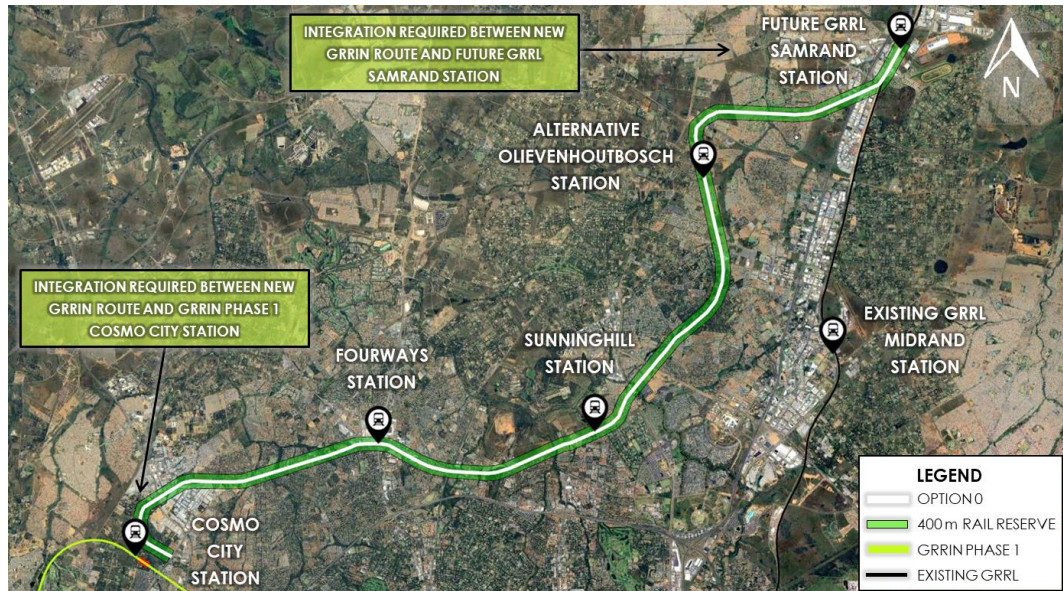 INTEGRATION REQUIRED BETWEEN NEW
GRRIN ROUTE AND FUTURE GRRL
SAMRAND STATION
FUTURE GRRL
SAMRAND
STATION
N
ALTERNATIVE
OLIEVENHOUTBOSCH
STATION
INTEGRATION REQUIRED BETWEEN NEW
GRRIN ROUTE AND GRRIN PHASE 1
COSMO CITY STATION
FOURWAYS
STATION
SUNNINGHILL
STATION
EXISTING GRRL
MIDRAND
STATION
COSMO
CITY
STATION
LEGEND
OPTION 0
400m RAIL RESERVE
GRRIN PHASE 1
EXISTING GRRL